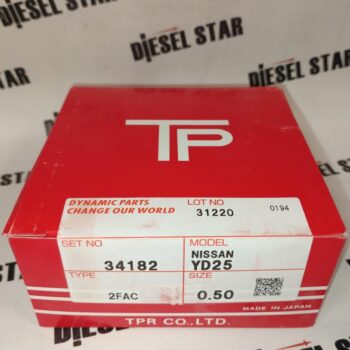 DIESEL STAR
DIESEL STAR
TP
DYNAMIC PARTS
CHANGE OUR WORLD
LOT NO
31220
0194
SET NO
34182
MODEL
NISSAN
YD25
TYPE
2FAC
SIZE
0.50
MADE IN JAPAN
TPR CO.,LTD.